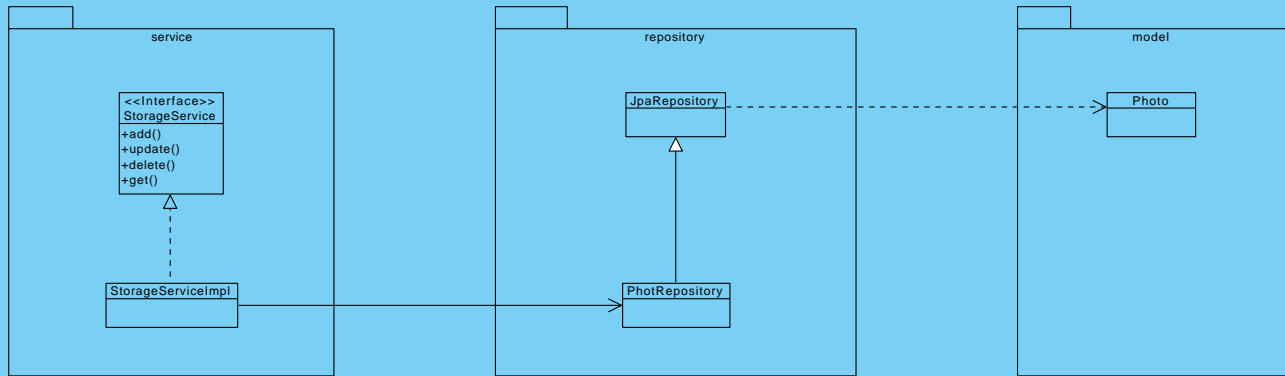 service
<<Interface>>
StorageService
+add()
+update()
+delete()
+get()
StorageServiceImpl
repository
JpaRepository
PhotRepository
model
Photo